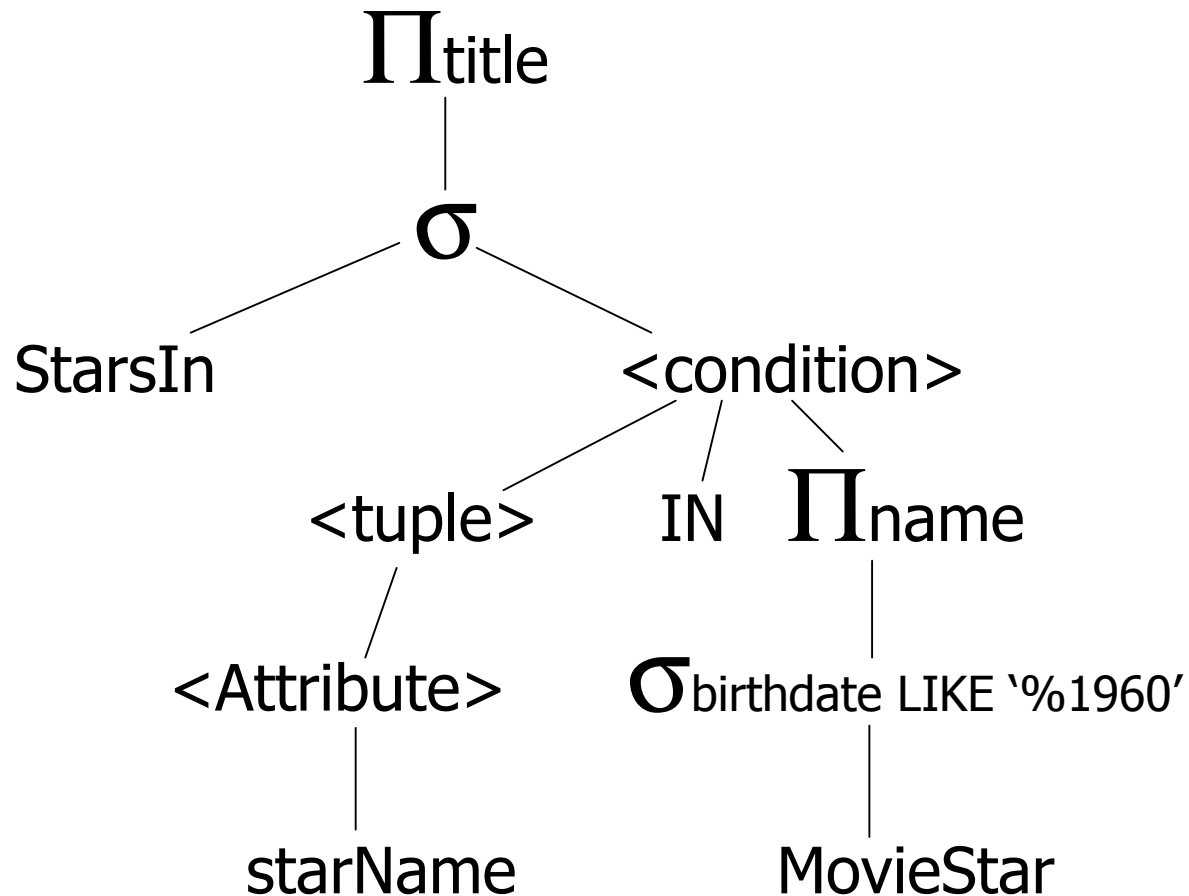 Πtitle
σ
StarsIn <condition>
<tuple> IN Πname
<Attribute> σbirthdate LIKE ‘%1960’
starName MovieStar